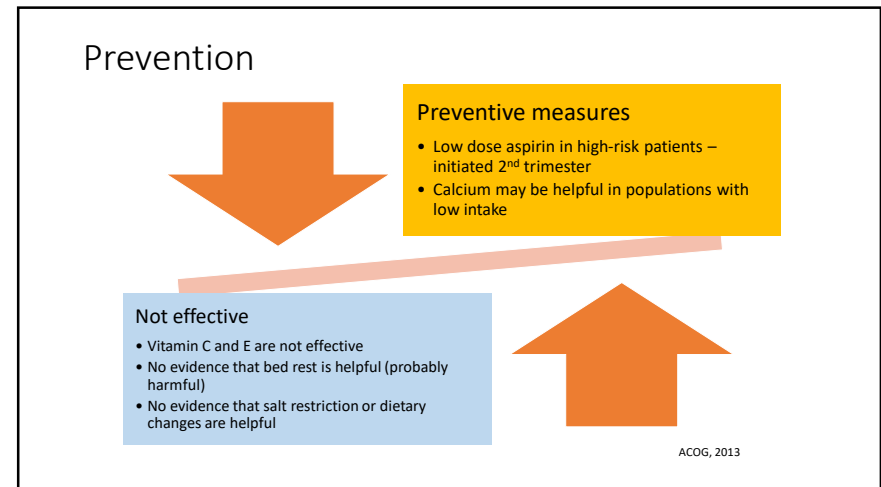 Prevention
Preventive measures
• Low dose aspirin in high-risk patients –
initiated 2nd trimester
• Calcium may be helpful in populations with
low intake
Not effective
• Vitamin C and E are not effective
• No evidence that bed rest is helpful (probably
harmful)
• No evidence that salt restriction or dietary
changes are helpful
ACOG, 2013